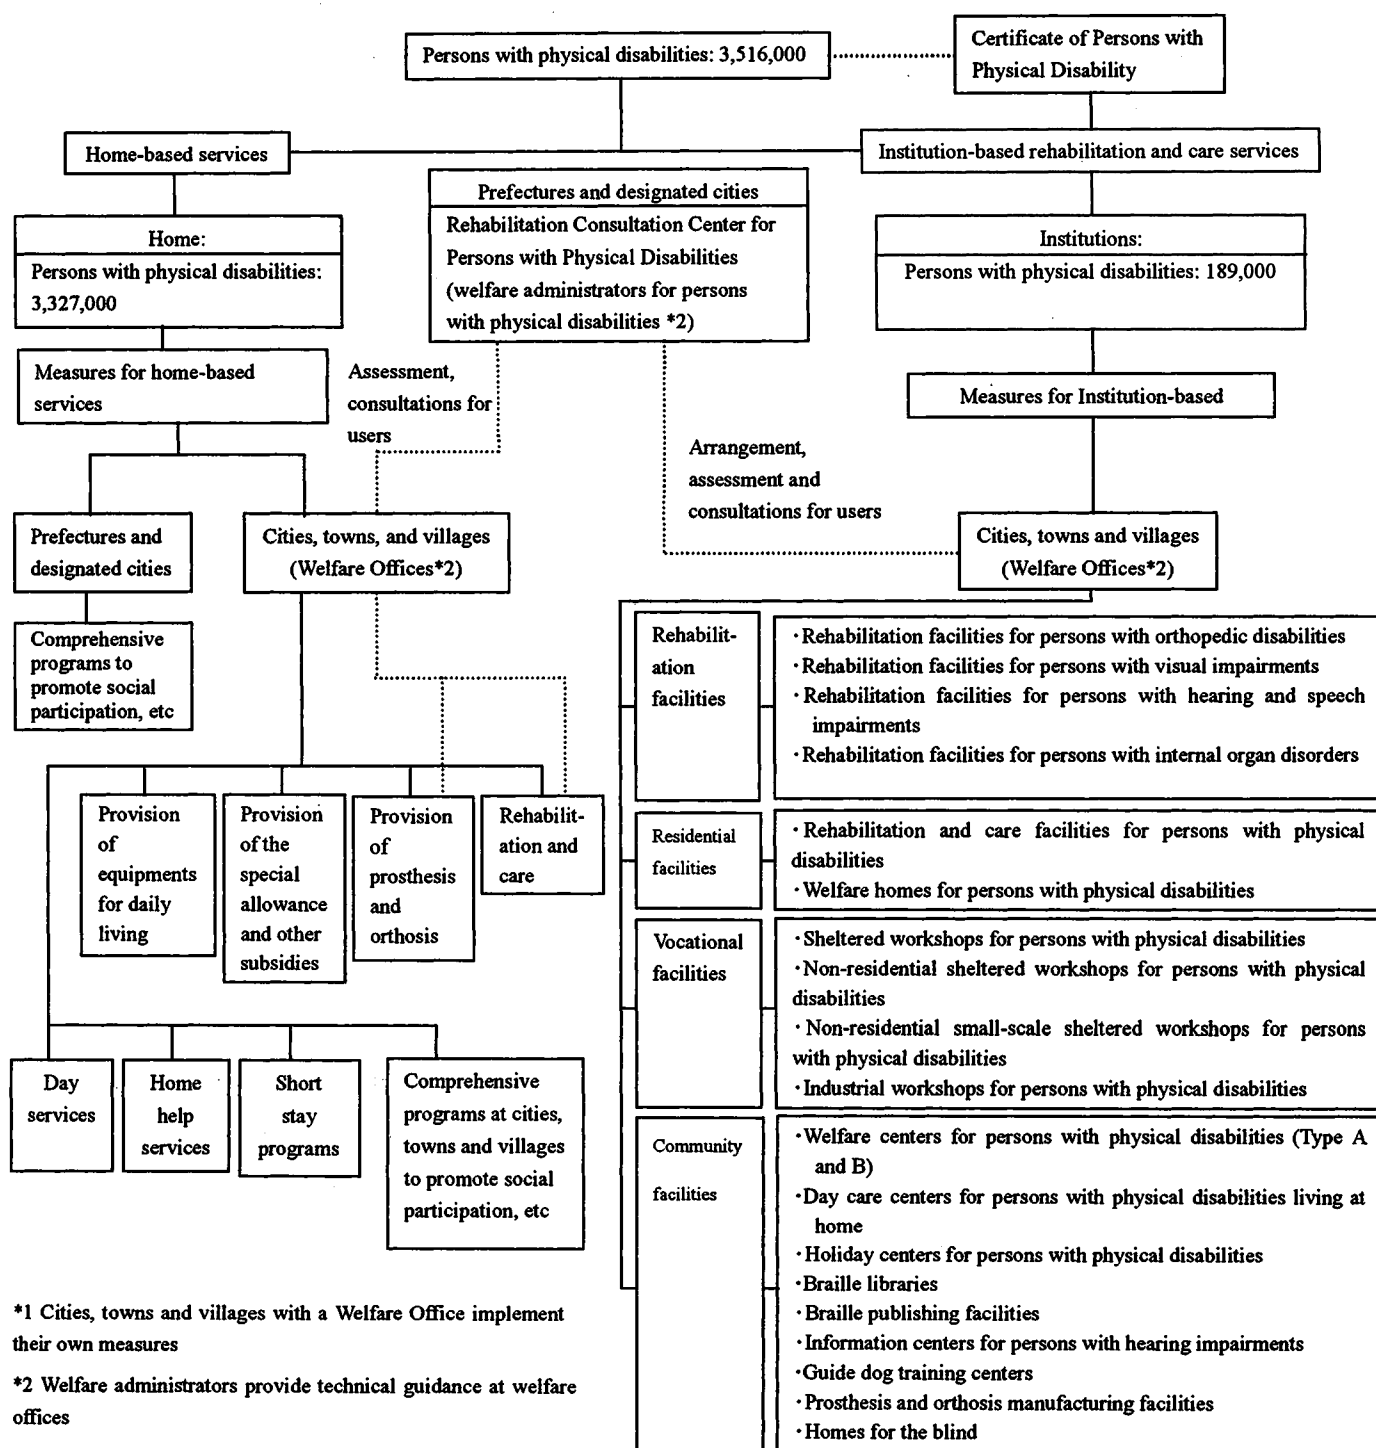 Persons with physical disabilities: 3,516,000
Certificate of Persons with
Physical Disability
Home-based services
Institution-based rehabilitation and care services
Prefectures and designated cities
Rehabilitation Consultation Center for
Persons with Physical Disabilities
(welfare administrators for persons
with physical disabilities *2)
Home:
Persons with physical disabilities:
3,327,000
Institutions:
Persons with physical disabilities: 189,000
Measures for home-based
services
Assessment,
consultations for
users
Measures for Institution-based
Arrangement,
assessment and
consultations for users
Prefectures and
designated cities
Cities, towns, and villages
(Welfare Offices*2)
Cities, towns and villages
(Welfare Offices*2)
Comprehensive
programs to
promote social
participation, etc
Provision
of
equipments
for daily
living
Provision
of the
special
allowance
and other
subsidies
Provision
of
prosthesis
and
orthosis
Rehabilit-
ation and
care
Day
services
Home
help
services
Short
stay
programs
Comprehensive
programs at cities,
towns and villages
to promote social
participation, etc
Rehabilit-
ation
facilities
・Rehabilitation facilities for persons with orthopedic disabilities
・Rehabilitation facilities for persons with visual impairments
・Rehabilitation facilities for persons with hearing and speech
impairments
・Rehabilitation facilities for persons with internal organ disorders
Residential
facilities
・Rehabilitation and care facilities for persons with physical
disabilities
・Welfare homes for persons with physical disabilities
Vocational
facilities
・Sheltered workshops for persons with physical disabilities
・Non-residential sheltered workshops for persons with physical
disabilities
・Non-residential small-scale sheltered workshops for persons
with physical disabilities
・Industrial workshops for persons with physical disabilities
Community
facilities
・Welfare centers for persons with physical disabilities (Type A
and B)
・Day care centers for persons with physical disabilities living at
home
・Holiday centers for persons with physical disabilities
・Braille libraries
・Braille publishing facilities
・Information centers for persons with hearing impairments
・Guide dog training centers
・Prosthesis and orthosis manufacturing facilities
・Homes for the blind
*1 Cities, towns and villages with a Welfare Office implement
their own measures
*2 Welfare administrators provide technical guidance at welfare
offices